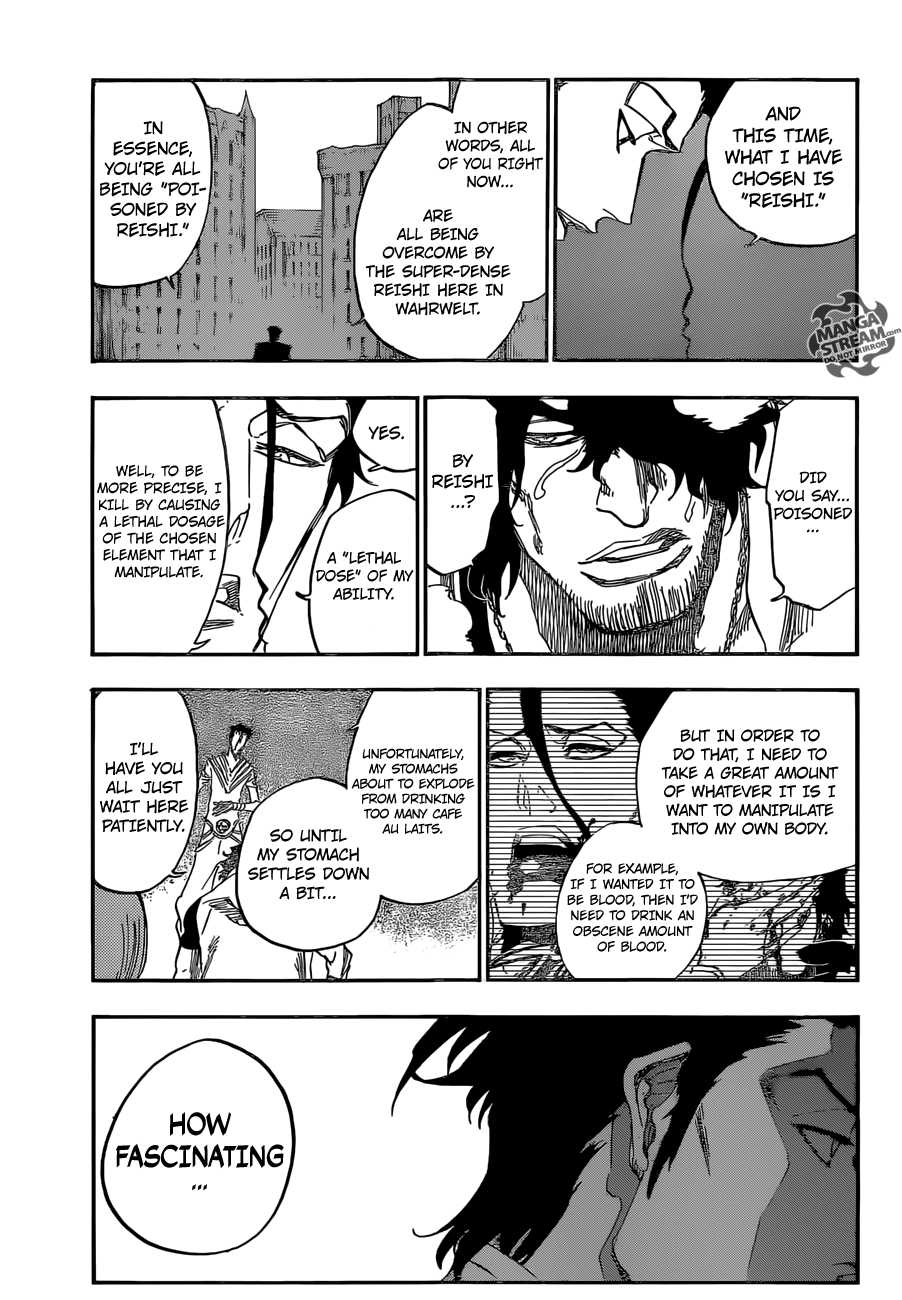 AND
THIS TIME,
WHAT I HAVE
CHOSEN IS
"REISHI."
IN OTHER
WORDS, ALL
OF YOU RIGHT
NOW...
ARE
ALL BEING
OVERCOME BY
THE SUPER-DENSE
REISHI HERE IN
WAHRWELT.
IN
ESSENCE,
YOU'RE ALL
BEING "POI-
SONED BY
REISHI."
MANGA
STREAM.com
DO NOT MIRROR
DID
YOU SAY...
POISONED
...
BY
REISHI
...?
YES.
A "LETHAL
DOSE" OF MY
ABILITY.
WELL, TO BE
MORE PRECISE, I
KILL BY CAUSING
A LETHAL DOSAGE
OF THE CHOSEN
ELEMENT THAT I
MANIPULATE.
BUT IN ORDER TO
DO THAT, I NEED TO
TAKE A GREAT AMOUNT
OF WHATEVER IT IS I
WANT TO MANIPULATE
INTO MY OWN BODY.
FOR EXAMPLE,
IF I WANTED IT TO
BE BLOOD, THEN I'D
NEED TO DRINK AN
OBSCENE AMOUNT
OF BLOOD.
UNFORTUNATELY,
MY STOMACHS
ABOUT TO EXPLODE
FROM DRINKING
TOO MANY CAFE
AU LAITS.
SO UNTIL
MY STOMACH
SETTLES DOWN
A BIT...
I'LL
HAVE YOU
ALL JUST
WAIT HERE
PATIENTLY.
HOW
FASCINATING
...